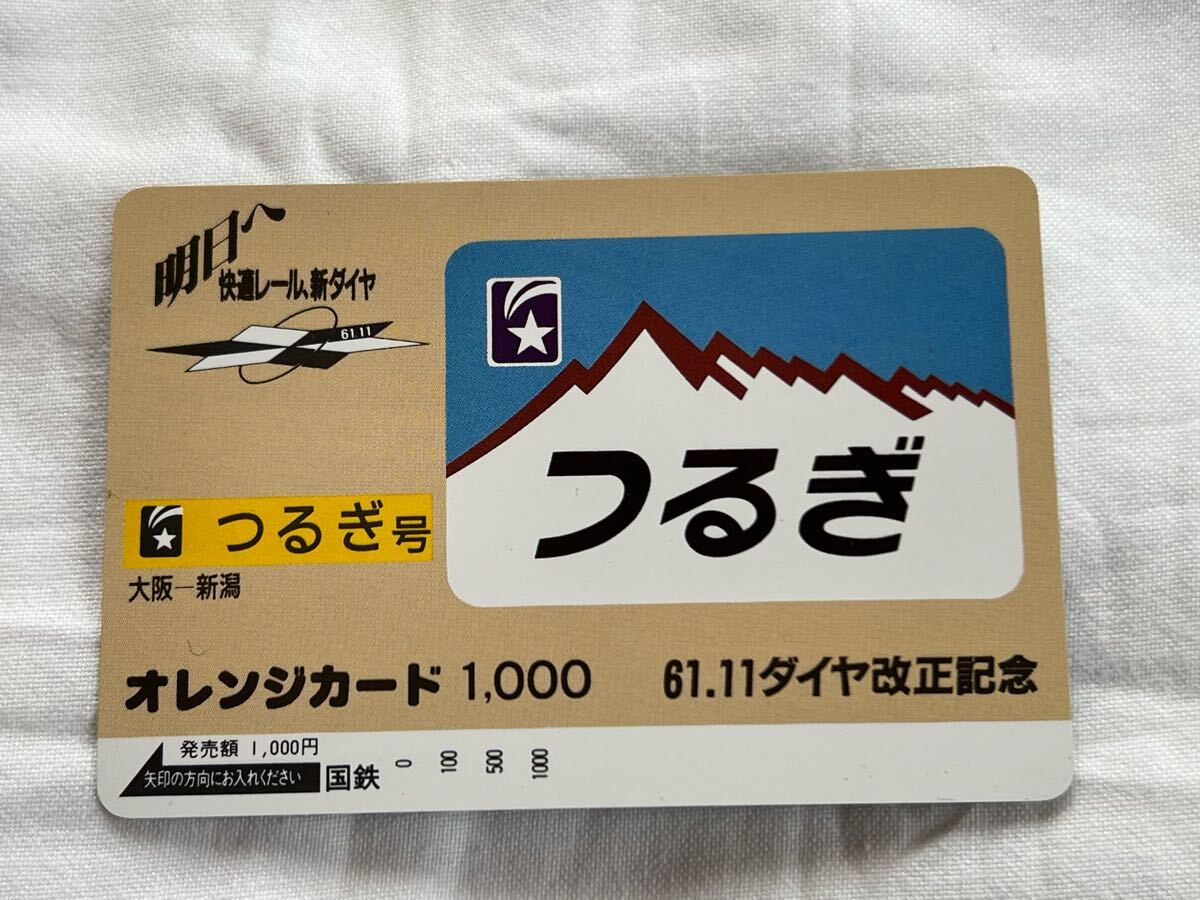 明日へ
快適レール、新ダイヤ
61.11
つるぎ
つるぎ号
大阪―新潟
オレンジカード 1,000
61.11ダイヤ改正記念
発売額 1,000円
矢印の方向にお入れください
国鉄
0 100 500 1000